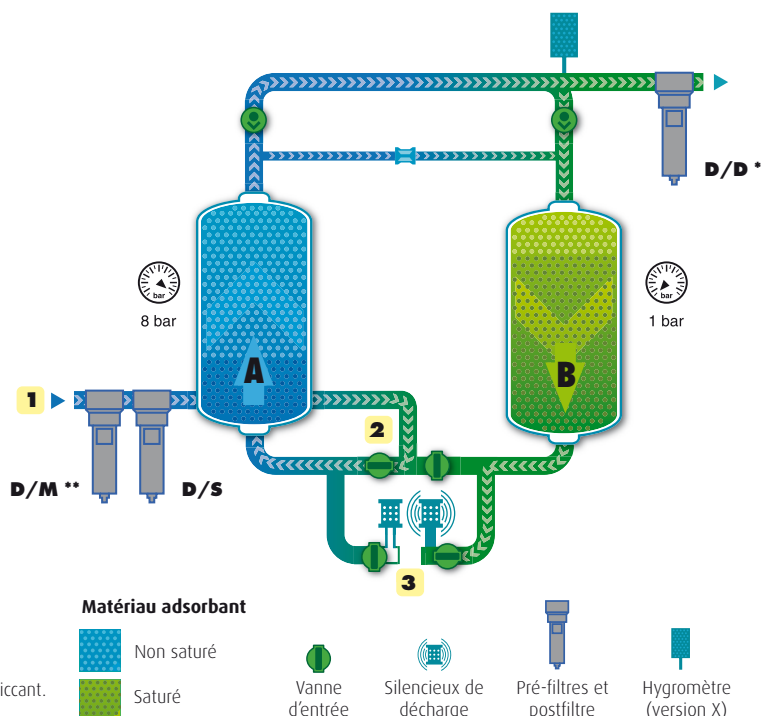 D/D *
bar
8 bar
bar
1 bar
A
B
1
2
D/M **
D/S
3
Matériau adsorbant
Non saturé
Saturé
iccant.
Vanne
d'entrée
Silencieux de
décharge
Pré-filtres et
postfiltre
Hygromètre
(version X)